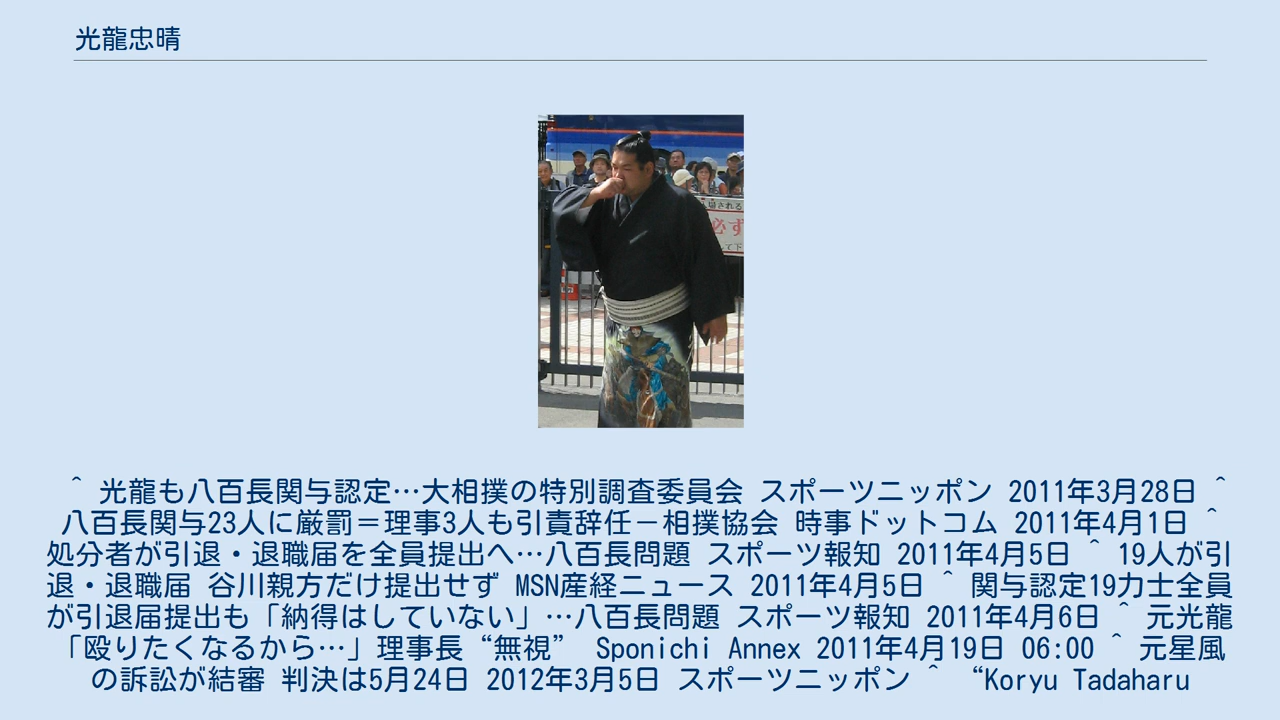 光龍忠晴
場される
必ず
して下
^ 光龍も八百長関与認定…大相撲の特別調査委員会 スポーツニッポン 2011年3月28日 ^
八百長関与23人に厳罰＝理事3人も引責辞任－相撲協会 時事ドットコム 2011年4月1日 ^
処分者が引退・退職届を全員提出へ…八百長問題 スポーツ報知 2011年4月5日 ^ 19人が引
退・退職届 谷川親方だけ提出せず MSN産経ニュース 2011年4月5日 ^ 関与認定19力士全員
が引退届提出も「納得はしていない」…八百長問題 スポーツ報知 2011年4月6日 ^ 元光龍
「殴りたくなるから…」理事長“無視” Sponichi Annex 2011年4月19日 06:00 ^ 元星風
の訴訟が結審 判決は5月24日 2012年3月5日 スポーツニッポン ^ “Koryu Tadaharu